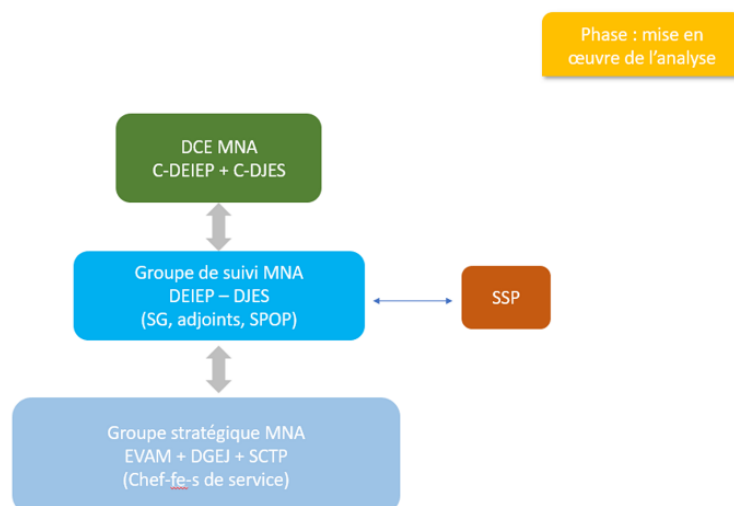 Phase : mise en
œuvre de l'analyse
DCE MNA
C-DEIEP + C-DJES
Groupe de suivi MNA
DEIEP – DJES
(SG, adjoints, SPOP)
SSP
Groupe stratégique MNA
EVAM + DGEJ + SCTP
(Chef-fe-s de service)